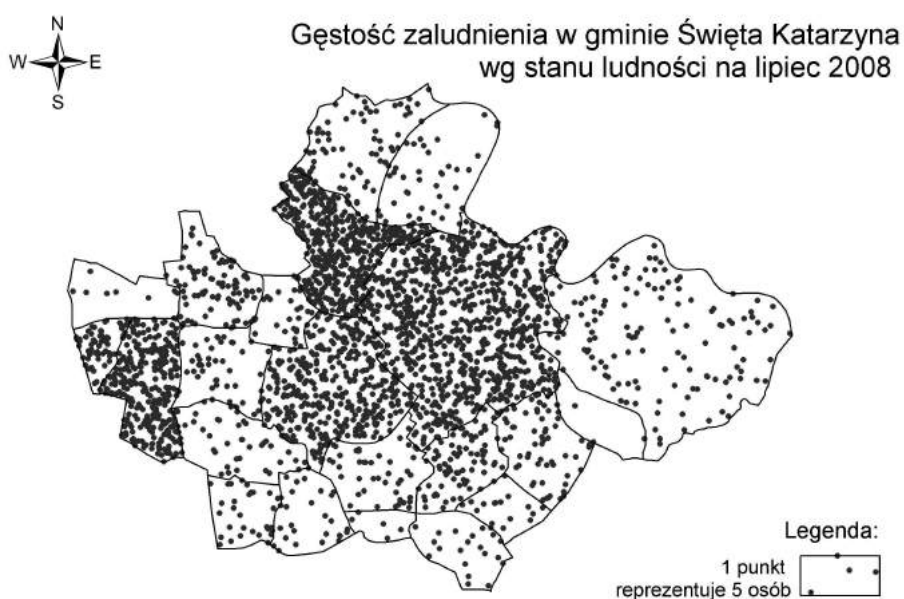 Gęstość zaludnienia w gminie Święta Katarzyna
wg stanu ludności na lipiec 2008
N
W E
S
Legenda:
1 punkt
reprezentuje 5 osób